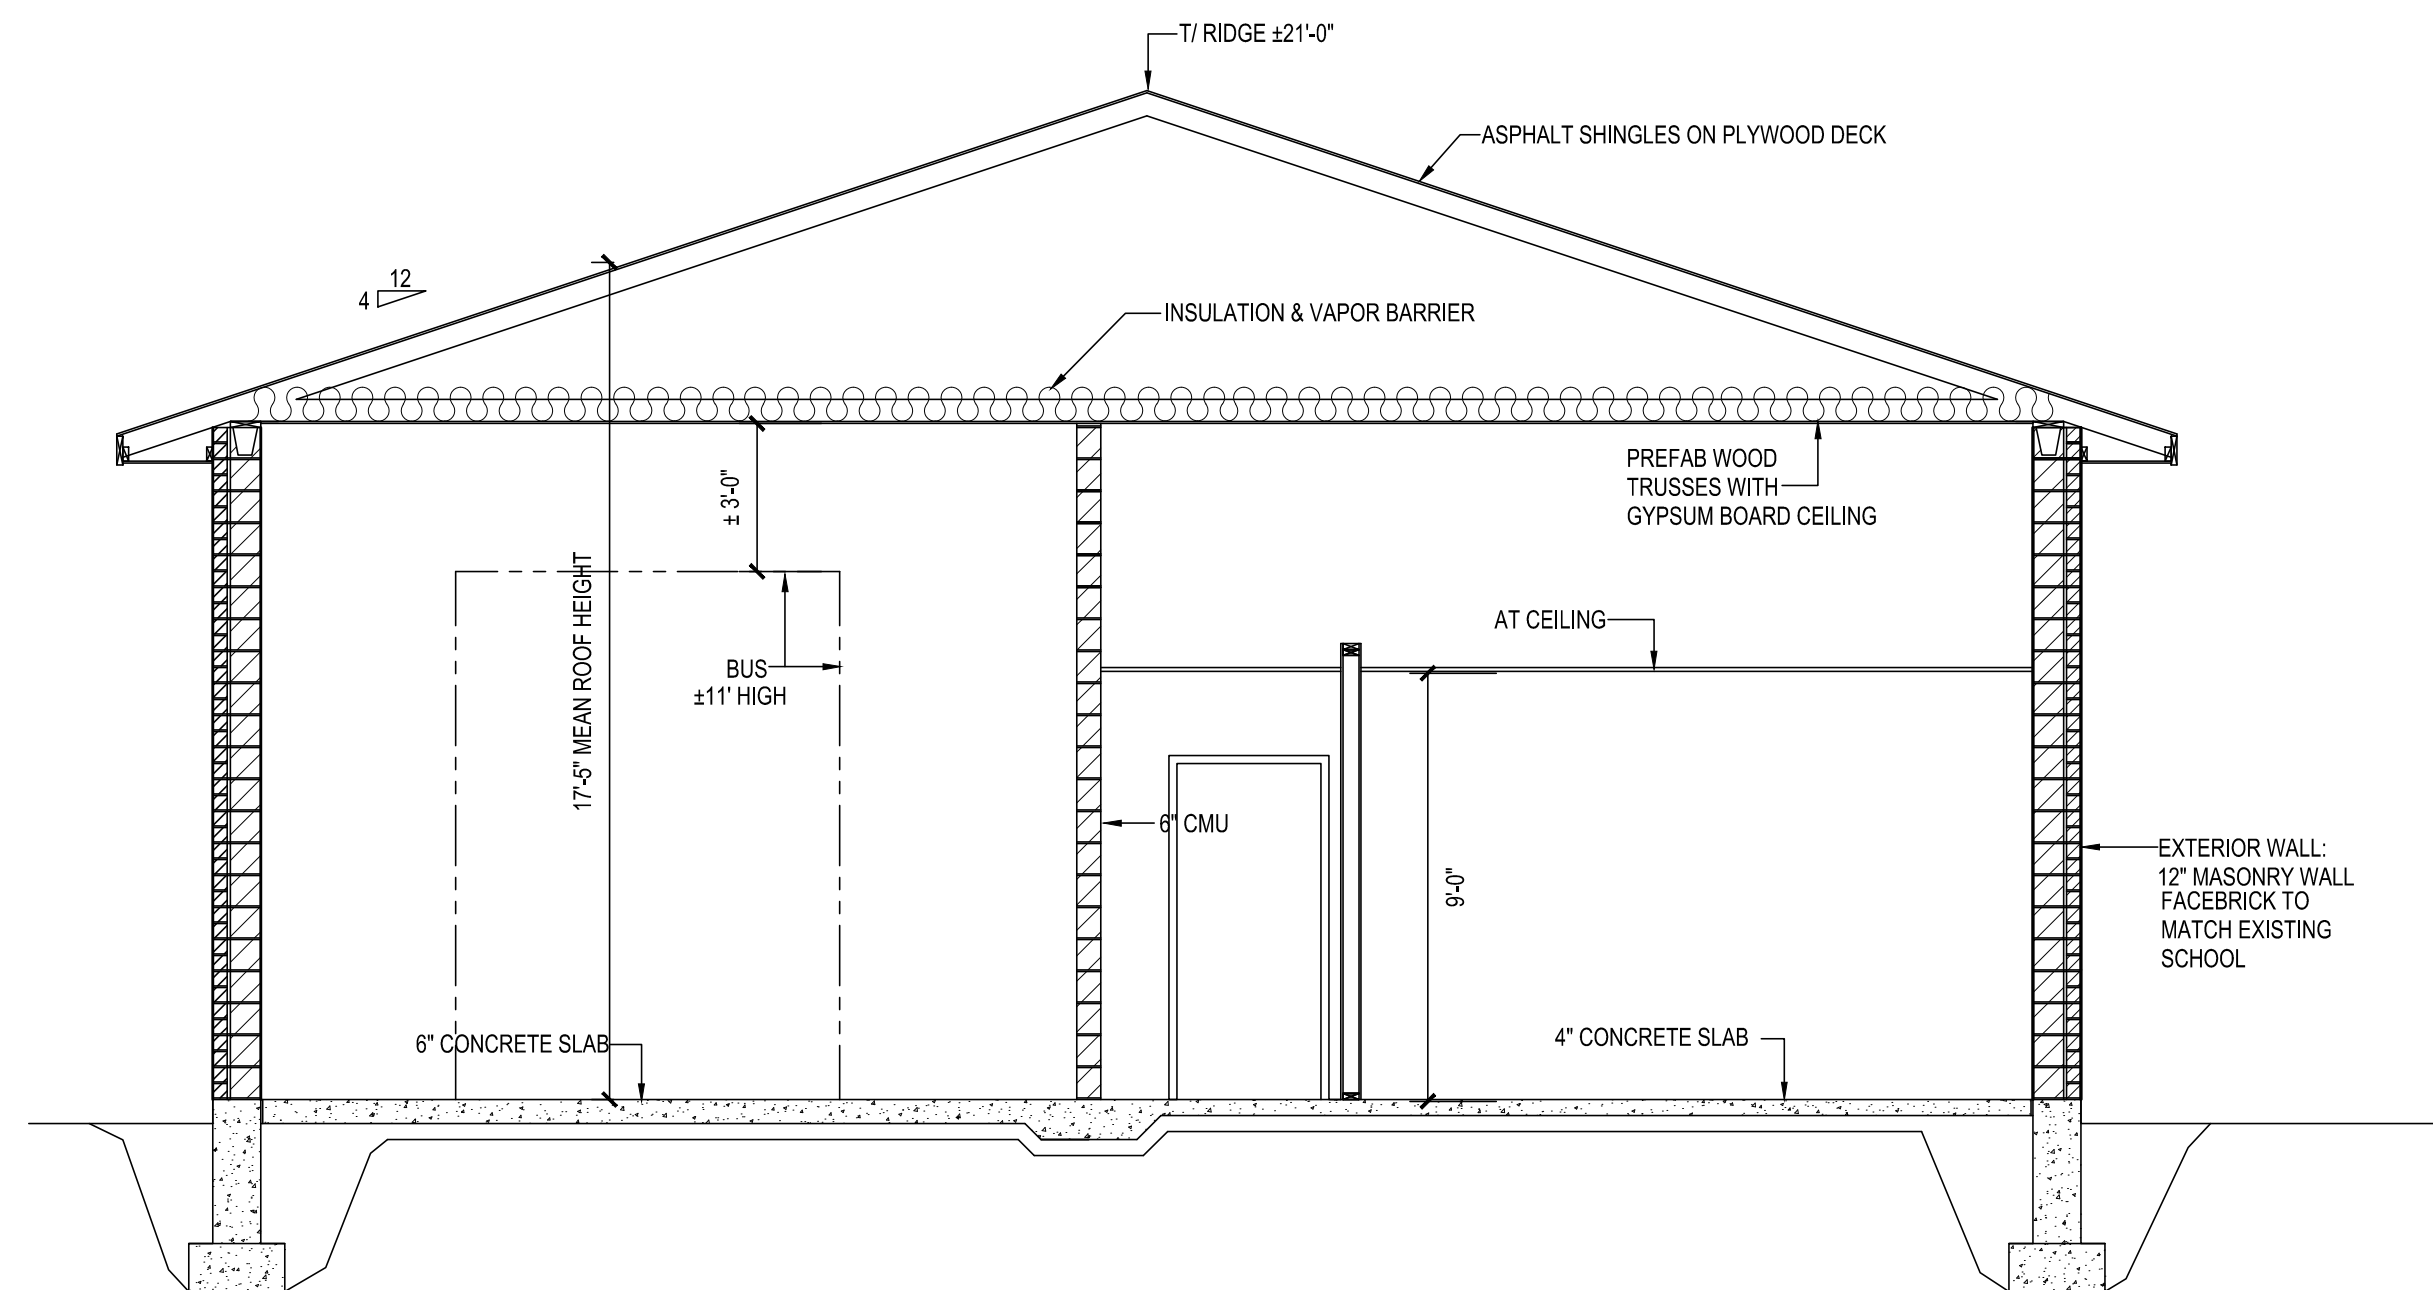 T/ RIDGE ±21'-0"
ASPHALT SHINGLES ON PLYWOOD DECK
12
4
INSULATION & VAPOR BARRIER
± 3'-0"
PREFAB WOOD
TRUSSES WITH
GYPSUM BOARD CEILING
17'-5" MEAN ROOF HEIGHT
AT CEILING
BUS
±11' HIGH
6" CMU
9'-0"
EXTERIOR WALL:
12" MASONRY WALL
FACEBRICK TO
MATCH EXISTING
SCHOOL
6" CONCRETE SLAB
4" CONCRETE SLAB